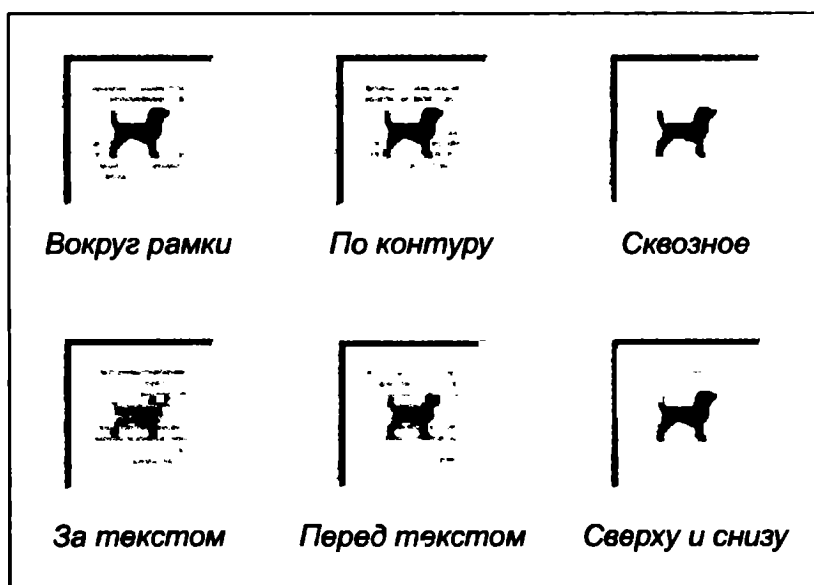 Вокруг рамки По контуру Сквозное
За текстом Перед текстом Сверху и снизу